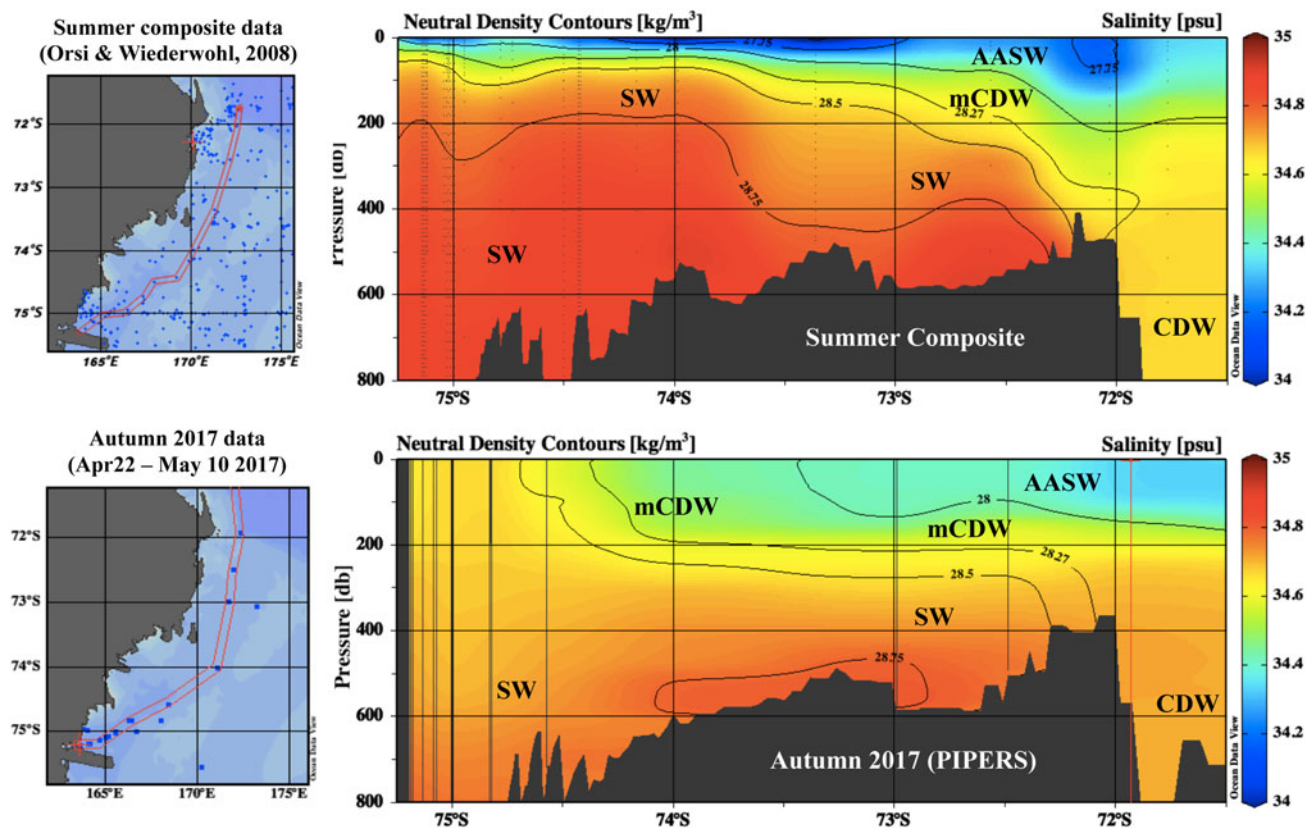 Summer composite data
(Orsi & Wiederwohl, 2008)
72°S
73°S
74°S
75°S
165°E
170°E
175°E
Ocean Data View
Neutral Density Contours [kg/m³]
Salinity [psu]
Pressure [db]
0
200
400
600
800
27.75
28
AASW
27.75
SW
mCDW
28.5
28.27
SW
28.75
SW
CDW
Summer Composite
75°S
74°S
73°S
72°S
35
34.8
34.6
34.4
34.2
34
Ocean Data View
Autumn 2017 data
(Apr22 – May 10 2017)
72°S
73°S
74°S
75°S
165°E
170°E
175°E
Ocean Data View
Neutral Density Contours [kg/m³]
Salinity [psu]
Pressure [db]
0
200
400
600
800
mCDW
28
AASW
mCDW
28.27
28.5
SW
28.75
SW
CDW
Autumn 2017 (PIPERS)
75°S
74°S
73°S
72°S
35
34.8
34.6
34.4
34.2
34
Ocean Data View